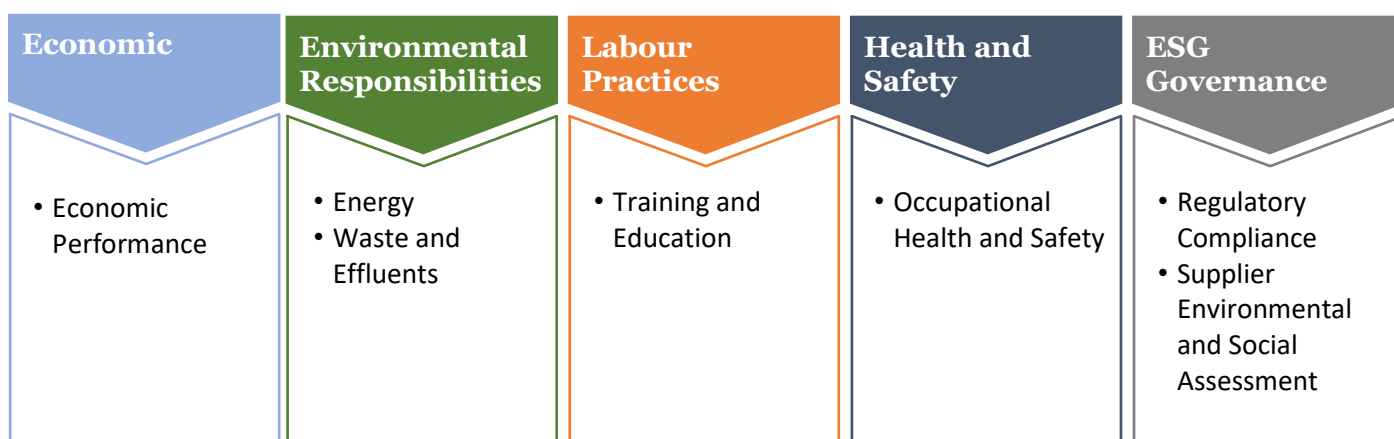 Economic
• Economic
Performance
Environmental
Responsibilities
• Energy
• Waste and
Effluents
Labour
Practices
• Training and
Education
Health and
Safety
• Occupational
Health and Safety
ESG
Governance
• Regulatory
Compliance
• Supplier
Environmental
and Social
Assessment